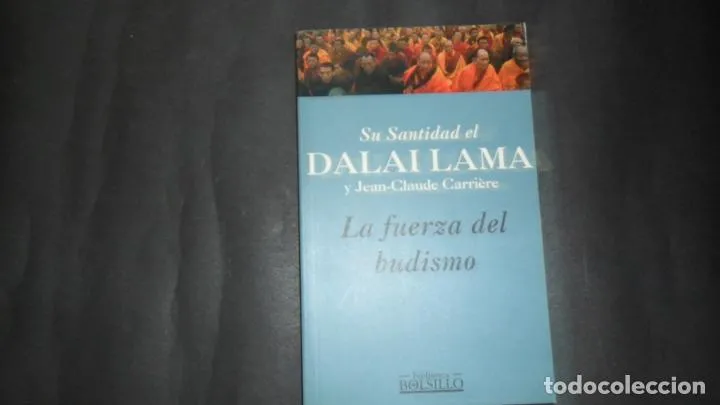 Su Santidad el
DALAI LAMA
y Jean-Claude Carrière
La fuerza del
budismo
BOLSILLO
todocoleccion